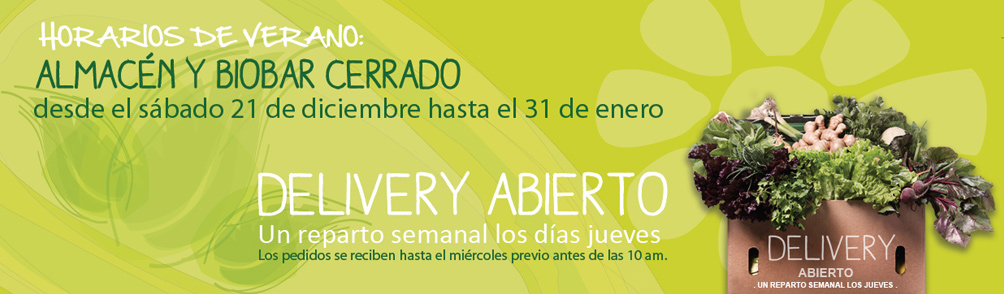 HORARIOS DE VERANO:
ALMACÉN Y BIOBAR CERRADO
desde el sábado 21 de diciembre hasta el 31 de enero
DELIVERY ABIERTO
Un reparto semanal los días jueves
Los pedidos se reciben hasta el miércoles previo antes de las 10 am.
DELIVERY
ABIERTO
. UN REPARTO SEMANAL LOS JUEVES .